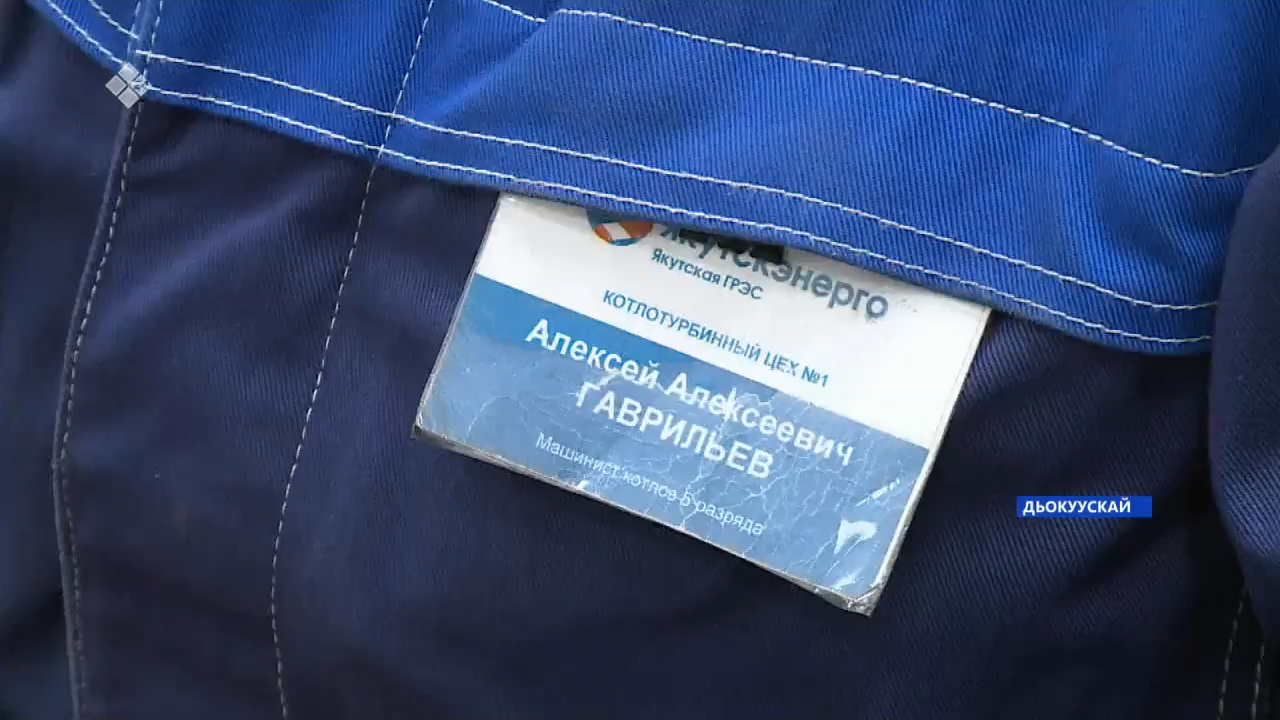 Якутскэнерго
Якутская ГРЭС
КОТЛОТУРБИННЫЙ ЦЕХ №1
Алексей Алексеевич
ГАВРИЛЬЕВ
Машинист котлов 5 разряда
ДЬОКУУСКАЙ